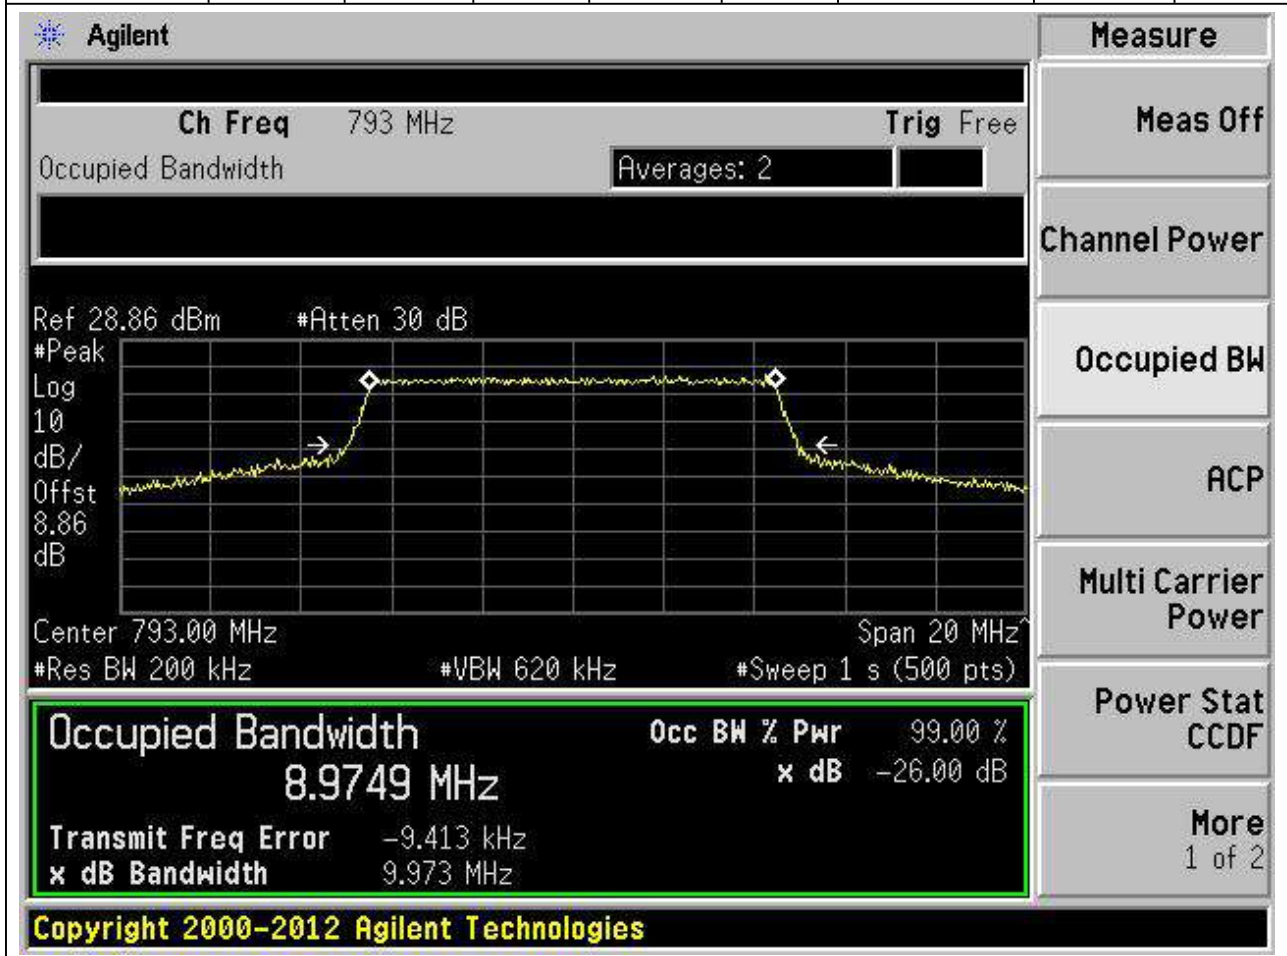 Agilent
Measure
Ch Freq 793 MHz Trig Free
Meas Off
Occupied Bandwidth Averages: 2
Channel Power
Ref 28.86 dBm #Atten 30 dB
#Peak
Log
10
dB/
Offst
8.86
dB
Occupied BW
ACP
Center 793.00 MHz Span 20 MHz^
#Res BW 200 kHz #VBW 620 kHz #Sweep 1 s (500 pts)
Multi Carrier
Power
Occupied Bandwidth
8.9749 MHz
Occ BW % Pwr 99.00 %
x dB -26.00 dB
Transmit Freq Error -9.413 kHz
x dB Bandwidth 9.973 MHz
Power Stat
CCDF
More
1 of 2
Copyright 2000-2012 Agilent Technologies